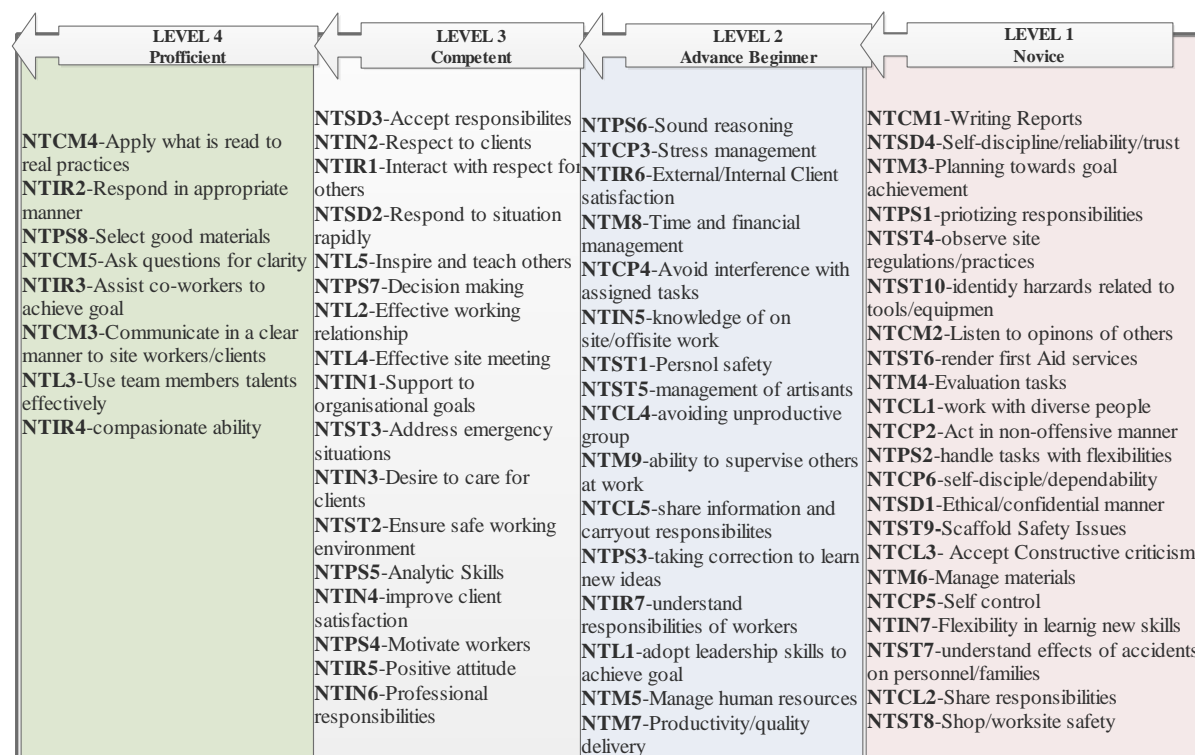 LEVEL 4
Profficient
NTCM4-Apply what is read to
real practices
NTIR2-Respond in appropriate
manner
NTPS8-Select good materials
NTCM5-Ask questions for clarity
NTIR3-Assist co-workers to
achieve goal
NTCM3-Communicate in a clear
manner to site workers/clients
NTL3-Use team members talents
effectively
NTIR4-compasionate ability
LEVEL 3
Competent
NTSD3-Accept responsibilites
NTIN2-Respect to clients
NTIR1-Interact with respect for
others
NTSD2-Respond to situation
rapidly
NTL5-Inspire and teach others
NTPS7-Decision making
NTL2-Effective working
relationship
NTL4-Effective site meeting
NTIN1-Support to
organisational goals
NTST3-Address emergency
situations
NTIN3-Desire to care for
clients
NTST2-Ensure safe working
environment
NTPS5-Analytic Skills
NTIN4-improve client
satisfaction
NTPS4-Motivate workers
NTIR5-Positive attitude
NTIN6-Professional
responsibilities
LEVEL 2
Advance Beginner
NTPS6-Sound reasoning
NTCP3-Stress management
NTIR6-External/Internal Client
satisfaction
NTM8-Time and financial
management
NTCP4-Avoid interference with
assigned tasks
NTIN5-knowledge of on
site/offisite work
NTST1-Persnol safety
NTST5-management of artisants
NTCL4-avoiding unproductive
group
NTM9-ability to supervise others
at work
NTCL5-share information and
carryout responsibilites
NTPS3-taking correction to learn
new ideas
NTIR7-understand
responsibilities of workers
NTL1-adopt leadership skills to
achieve goal
NTM5-Manage human resources
NTM7-Productivity/quality
delivery
LEVEL 1
Novice
NTCM1-Writing Reports
NTSD4-Self-discipline/reliability/trust
NTM3-Planning towards goal
achievement
NTPS1-priotizing responsibilities
NTST4-observe site
regulations/practices
NTST10-identidy harzards related to
tools/equipmen
NTCM2-Listen to opinons of others
NTST6-render first Aid services
NTM4-Evaluation tasks
NTCL1-work with diverse people
NTCP2-Act in non-offensive manner
NTPS2-handle tasks with flexibilities
NTCP6-self-disciple/dependability
NTSD1-Ethical/confidential manner
NTST9-Scaffold Safety Issues
NTCL3- Accept Constructive criticism
NTM6-Manage materials
NTCP5-Self control
NTIN7-Flexibility in learnig new skills
NTST7-understand effects of accidents
on personnel/families
NTCL2-Share responsibilities
NTST8-Shop/worksite safety